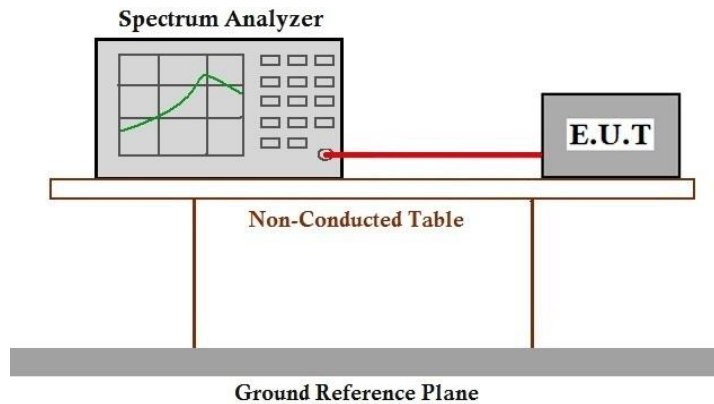 Spectrum Analyzer
E.U.T
Non-Conducted Table
Ground Reference Plane